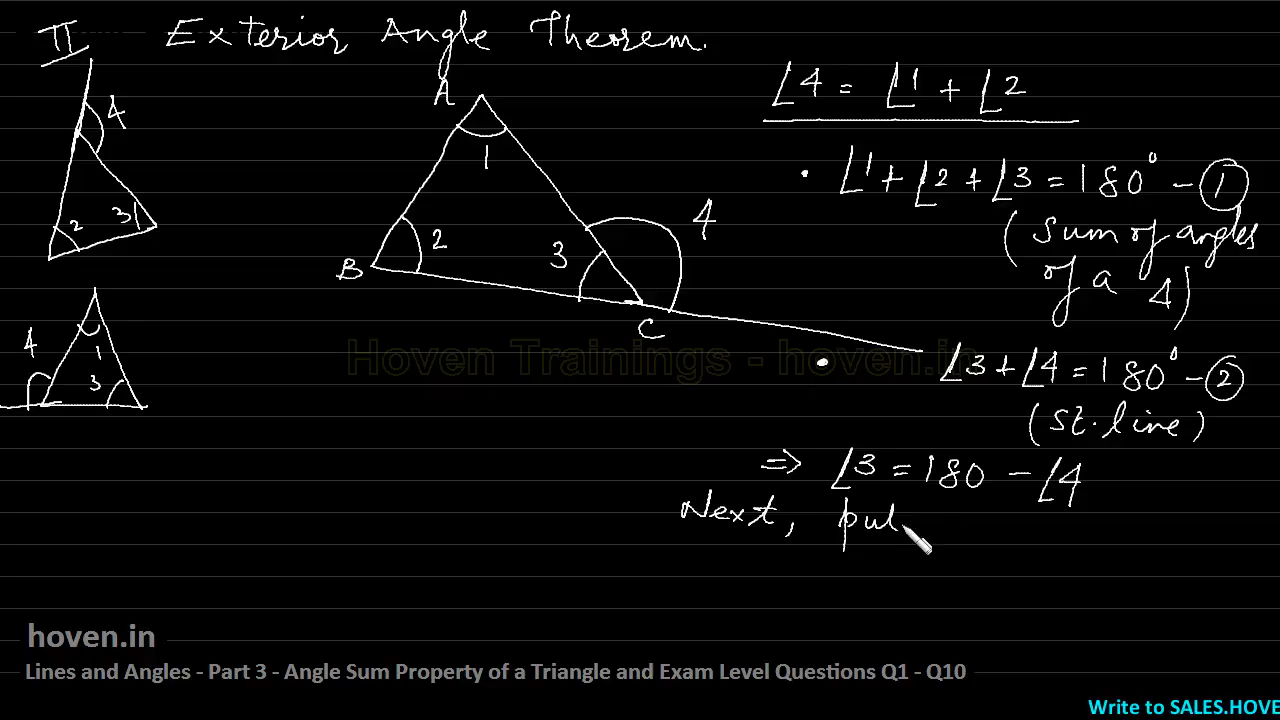 II Exterior Angle Theorem.
∠4 = ∠1 + ∠2
4
2
3
A
1
2
B
3
4
C
4
1
3
• ∠1 + ∠2 + ∠3 = 180° - ①
(Sum of angles
of a Δ)
Hoven Trainings - hoven.in
• ∠3 + ∠4 = 180° - ②
(St. line)
=> ∠3 = 180 - ∠4
Next, put
hoven.in
Lines and Angles - Part 3 - Angle Sum Property of a Triangle and Exam Level Questions Q1 - Q10
Write to SALES.HOVE